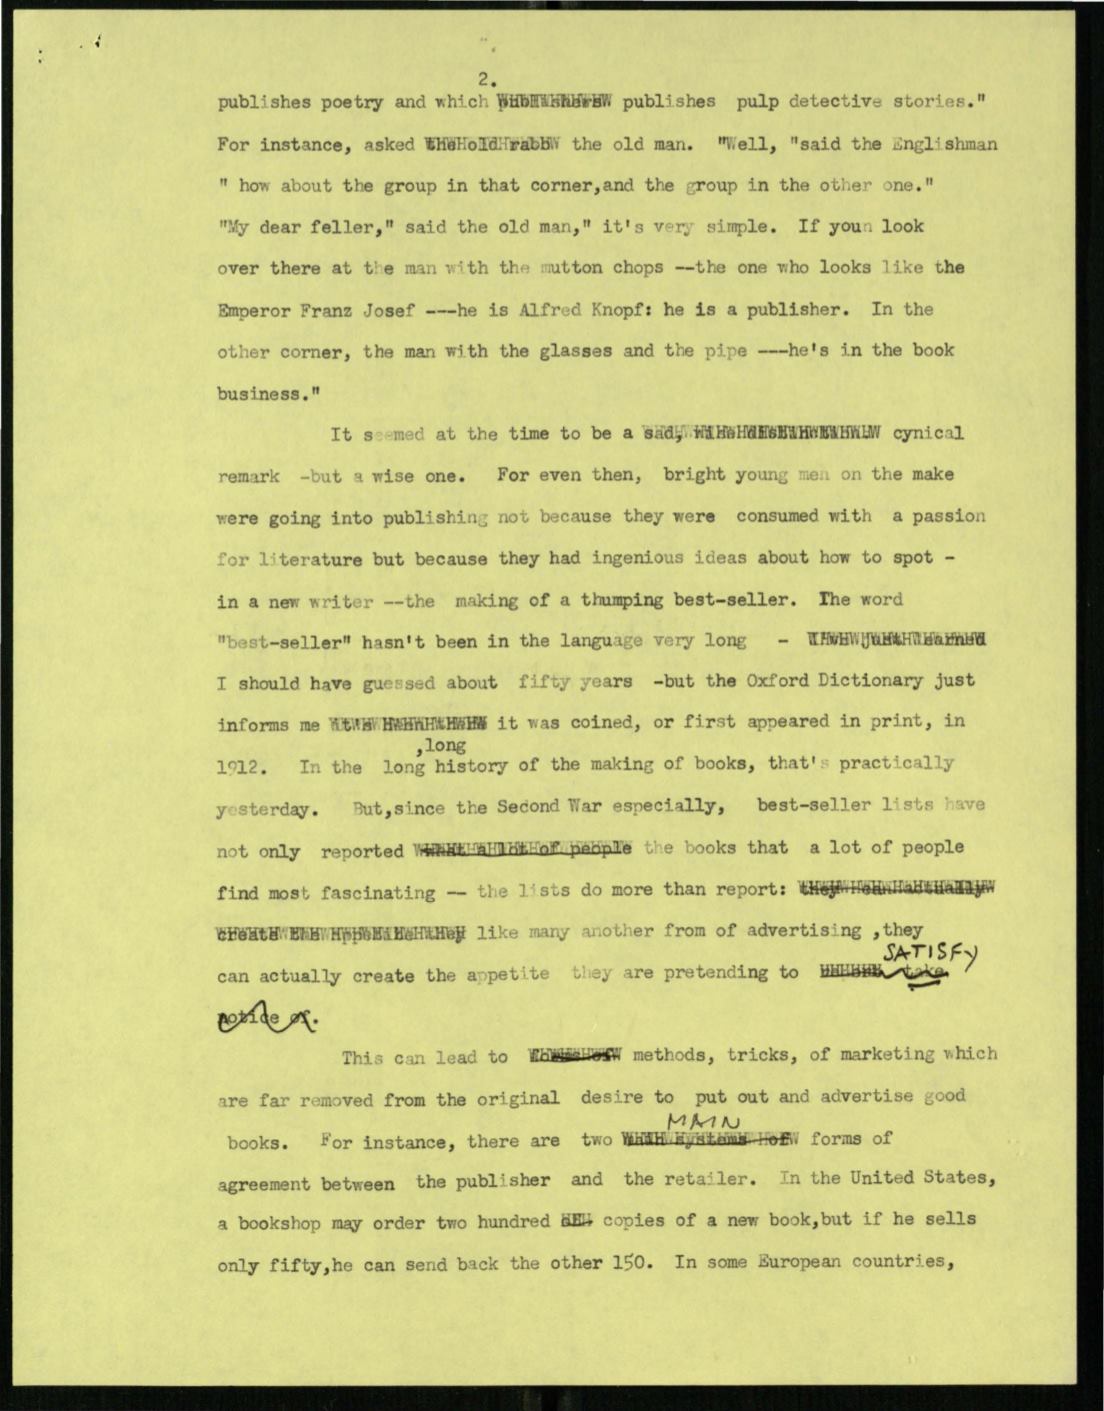 2.
publishes poetry and which publishes pulp detective stories."
For instance, asked the old man. "Well, "said the Englishman
" how about the group in that corner,and the group in the other one."
"My dear feller," said the old man," it's very simple. If youn look
over there at the man with the mutton chops --the one who looks like the
Emperor Franz Josef ---he is Alfred Knopf: he is a publisher. In the
other corner, the man with the glasses and the pipe ---he's in the book
business."
It seemed at the time to be a sad, cynical
remark -but a wise one. For even then, bright young men on the make
were going into publishing not because they were consumed with a passion
for literature but because they had ingenious ideas about how to spot -
in a new writer --the making of a thumping best-seller. The word
"best-seller" hasn't been in the language very long -
I should have guessed about fifty years -but the Oxford Dictionary just
informs me it was coined, or first appeared in print, in
,long
1912. In the long history of the making of books, that's practically
yesterday. But,since the Second War especially, best-seller lists have
not only reported the books that a lot of people
find most fascinating -- the lists do more than report:
like many another from of advertising ,they
SATISFY
can actually create the appetite they are pretending to take
notice of.
This can lead to methods, tricks, of marketing which
are far removed from the original desire to put out and advertise good
MAIN
books. For instance, there are two forms of
agreement between the publisher and the retailer. In the United States,
a bookshop may order two hundred copies of a new book,but if he sells
only fifty,he can send back the other 150. In some European countries,